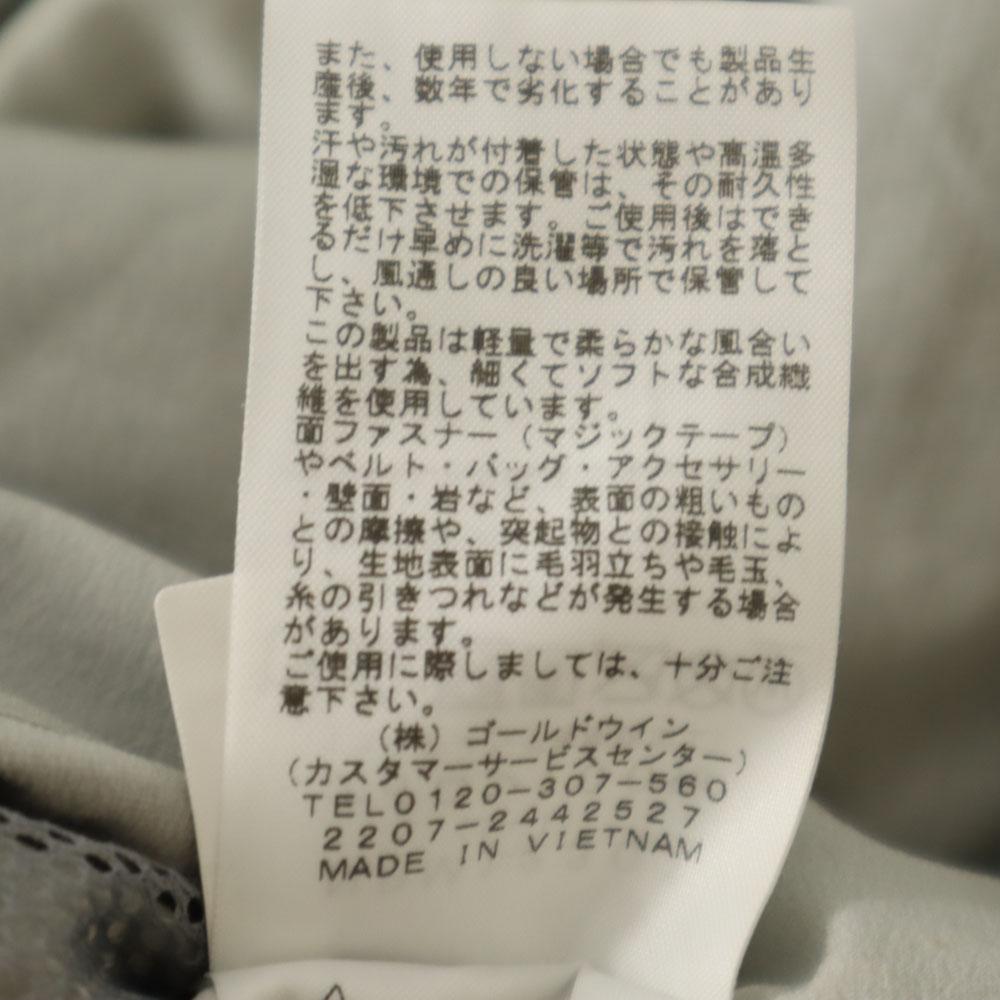 また、使用しない場合でも製品生
産後、数年で劣化することがあり
ます。
汗や汚れが付着した状態や高温多
湿な環境での保管は、その耐久性
を低下させます。ご使用後はでき
るだけ早めに洗濯等で汚れを落と
し、風通しの良い場所で保管して
下さい。
この製品は軽量で柔らかな風合い
を出す為、細くてソフトな合成繊
維を使用しています。
面ファスナー（マジックテープ）
やベルト・バッグ・アクセサリー
・壁面・岩など、表面の粗いもの
との摩擦や、突起物との接触によ
り、生地表面に毛羽立ちや毛玉、
糸の引きつれなどが発生する場合
があります。
ご使用に際しましては、十分ご注
意下さい。
（株）ゴールドウイン
（カスタマーサービスセンター）
TEL0120-307-560
2207-2442527
MADE IN VIETNAM